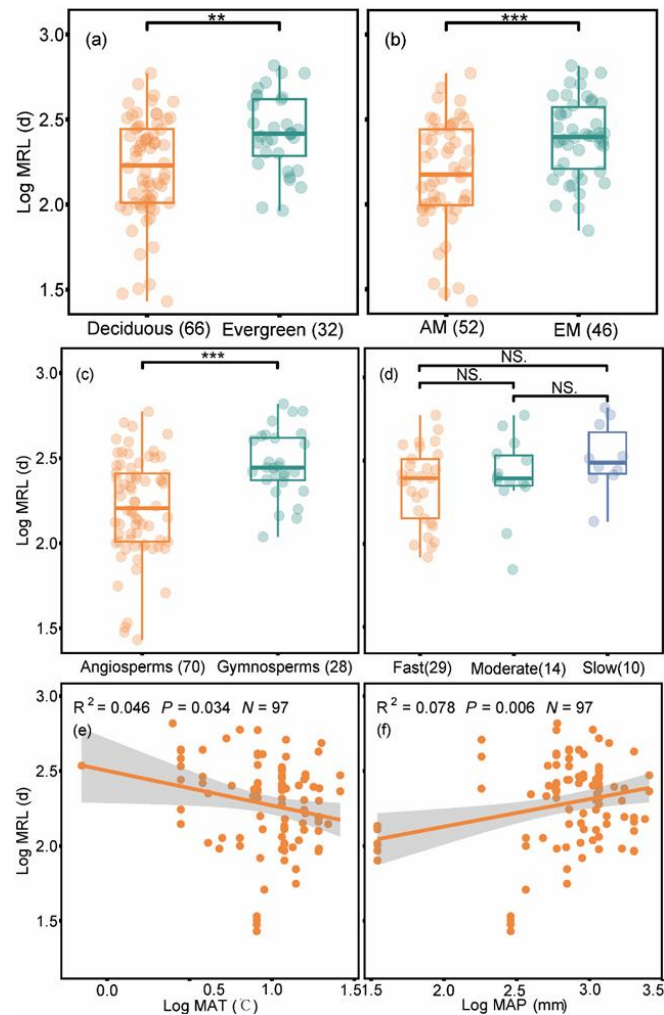 **
***
(a)
(b)
3.0
2.5
2.0
1.5
Log MRL (d)
Deciduous (66)
Evergreen (32)
AM (52)
EM (46)
***
NS.
NS.
NS.
(c)
(d)
3.0
2.5
2.0
1.5
Log MRL (d)
Angiosperms (70)
Gymnosperms (28)
Fast(29)
Moderate(14)
Slow(10)
R² = 0.046 P = 0.034 N = 97
R² = 0.078 P = 0.006 N = 97
(e)
(f)
3.0
2.5
2.0
1.5
Log MRL (d)
0.0 0.5 1.0 1.5
2.0 2.5 3.0 3.5
Log MAT (℃)
Log MAP (mm)